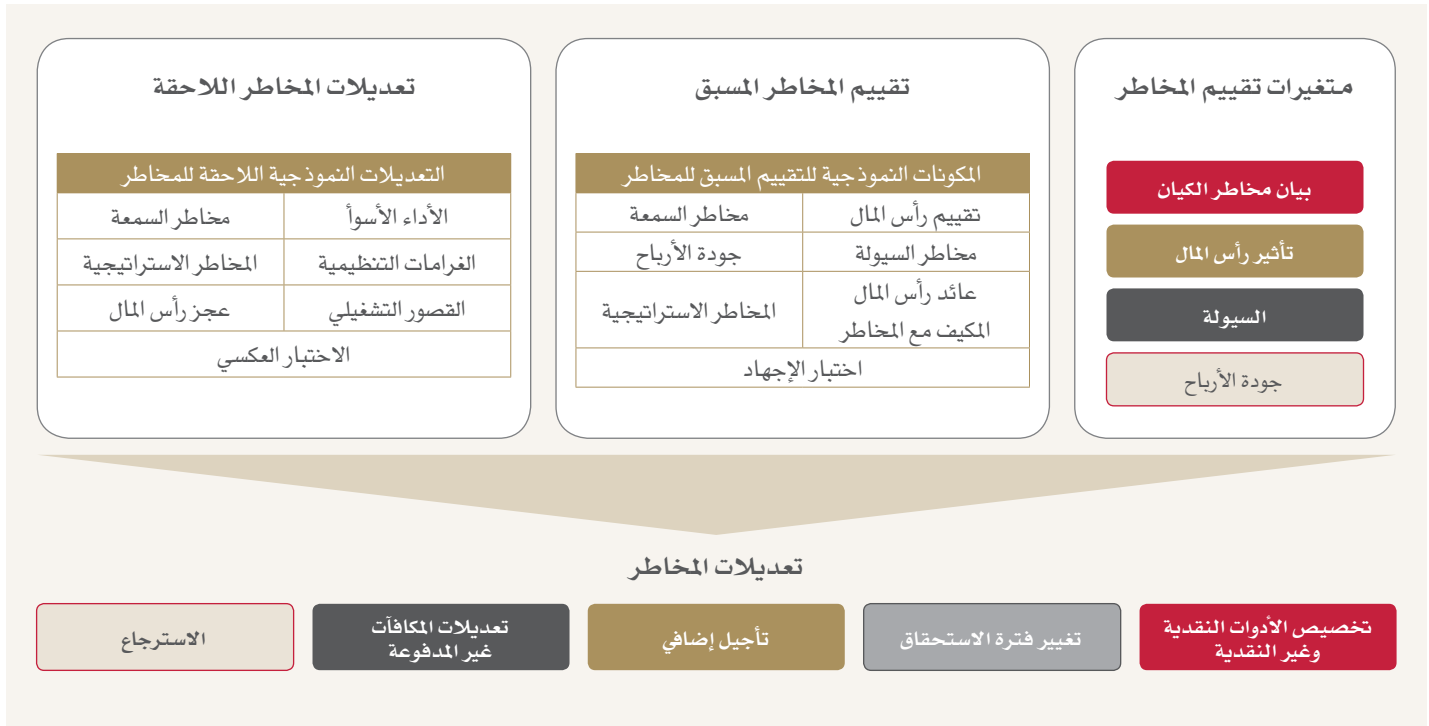 متغيرات تقييم المخاطر
بيان مخاطر الكيان
تأثير رأس المال
السيولة
جودة الأرباح
تقييم المخاطر المسبق
المكونات النموذجية للتقييم المسبق للمخاطر
تقييم رأس المال
مخاطر السمعة
مخاطر السيولة
جودة الأرباح
عائد رأس المال
المكيف مع المخاطر
المخاطر الاستراتيجية
اختبار الإجهاد
تعديلات المخاطر اللاحقة
التعديلات النموذجية اللاحقة للمخاطر
الأداء الأسوأ
مخاطر السمعة
الغرامات التنظيمية
المخاطر الاستراتيجية
القصور التشغيلي
عجز رأس المال
الاختبار العكسي
تعديلات المخاطر
تخصيص الأدوات النقدية
وغير النقدية
تغيير فترة الاستحقاق
تأجيل إضافي
تعديلات المكافآت
غير المدفوعة
الاسترجاع